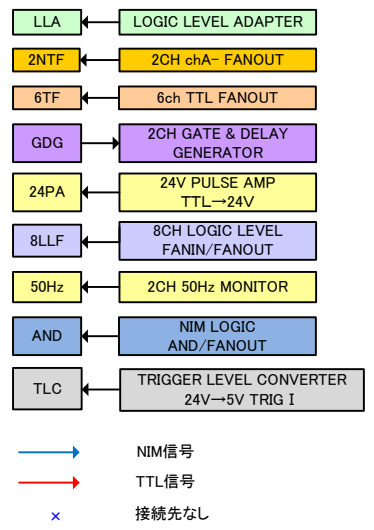 LLA LOGIC LEVEL ADAPTER
2NTF 2CH chA- FANOUT
6TF 6ch TTL FANOUT
GDG 2CH GATE & DELAY
GENERATOR
24PA 24V PULSE AMP
TTL→24V
8LLF 8CH LOGIC LEVEL
FANIN/FANOUT
50Hz 2CH 50Hz MONITOR
AND NIM LOGIC
AND/FANOUT
TLC TRIGGER LEVEL CONVERTER
24V→5V TRIG I
NIM信号
TTL信号
× 接続先なし